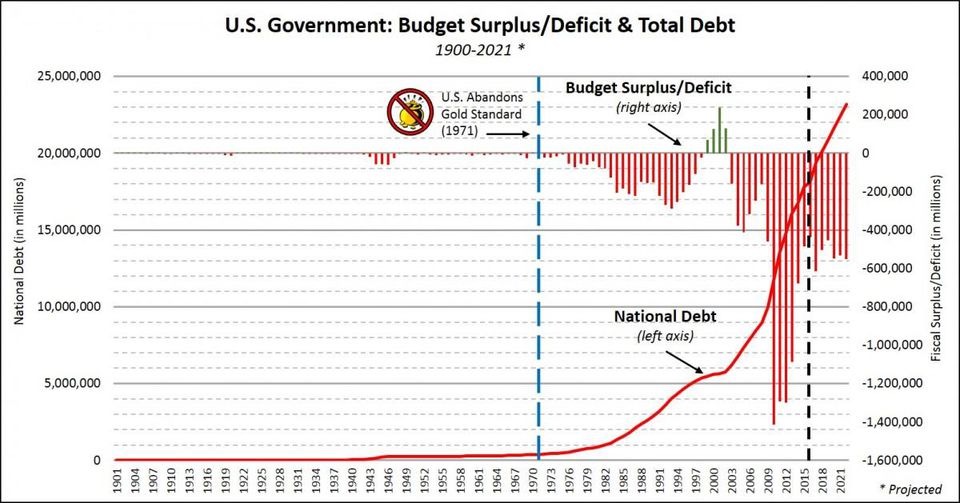 U.S. Government: Budget Surplus/Deficit & Total Debt
1900-2021 *
25,000,000
20,000,000
15,000,000
10,000,000
5,000,000
0
National Debt (in millions)
U.S. Abandons
Gold Standard
(1971)
Budget Surplus/Deficit
(right axis)
National Debt
(left axis)
400,000
200,000
0
-200,000
-400,000
-600,000
-800,000
-1,000,000
-1,200,000
-1,400,000
-1,600,000
Fiscal Surplus/Deficit (in millions)
1901 1904 1907 1910 1913 1916 1919 1922 1925 1928 1931 1934 1937 1940 1943 1946 1949 1952 1955 1958 1961 1964 1967 1970 1973 1976 1979 1982 1985 1988 1991 1994 1997 2000 2003 2006 2009 2012 2015 2018 2021
* Projected